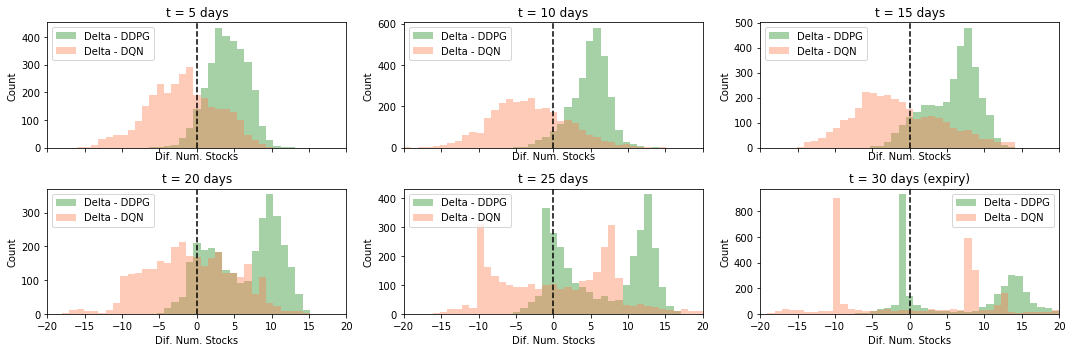 t = 5 days
t = 10 days
t = 15 days
Count
400
300
200
100
0
Delta - DDPG
Delta - DQN
Dif. Num. Stocks
Count
600
400
200
0
Delta - DDPG
Delta - DQN
Dif. Num. Stocks
Count
500
400
300
200
100
0
Delta - DDPG
Delta - DQN
Dif. Num. Stocks
t = 20 days
t = 25 days
t = 30 days (expiry)
Count
300
200
100
0
Delta - DDPG
Delta - DQN
−20 −15 −10 −5 0 5 10 15 20
Dif. Num. Stocks
Count
400
300
200
100
0
Delta - DDPG
Delta - DQN
−20 −15 −10 −5 0 5 10 15 20
Dif. Num. Stocks
Count
800
600
400
200
0
Delta - DDPG
Delta - DQN
−20 −15 −10 −5 0 5 10 15 20
Dif. Num. Stocks